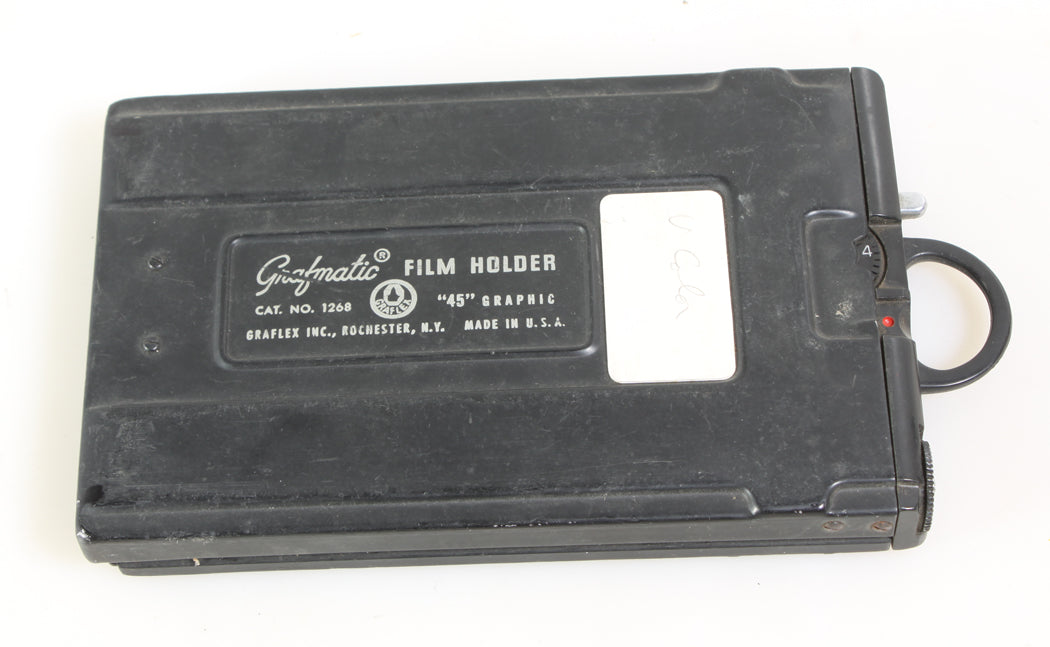 Grafmatic® FILM HOLDER
CAT. NO. 1268 GRAFLEX "45" GRAPHIC
GRAFLEX INC., ROCHESTER, N.Y. MADE IN U.S.A.
4